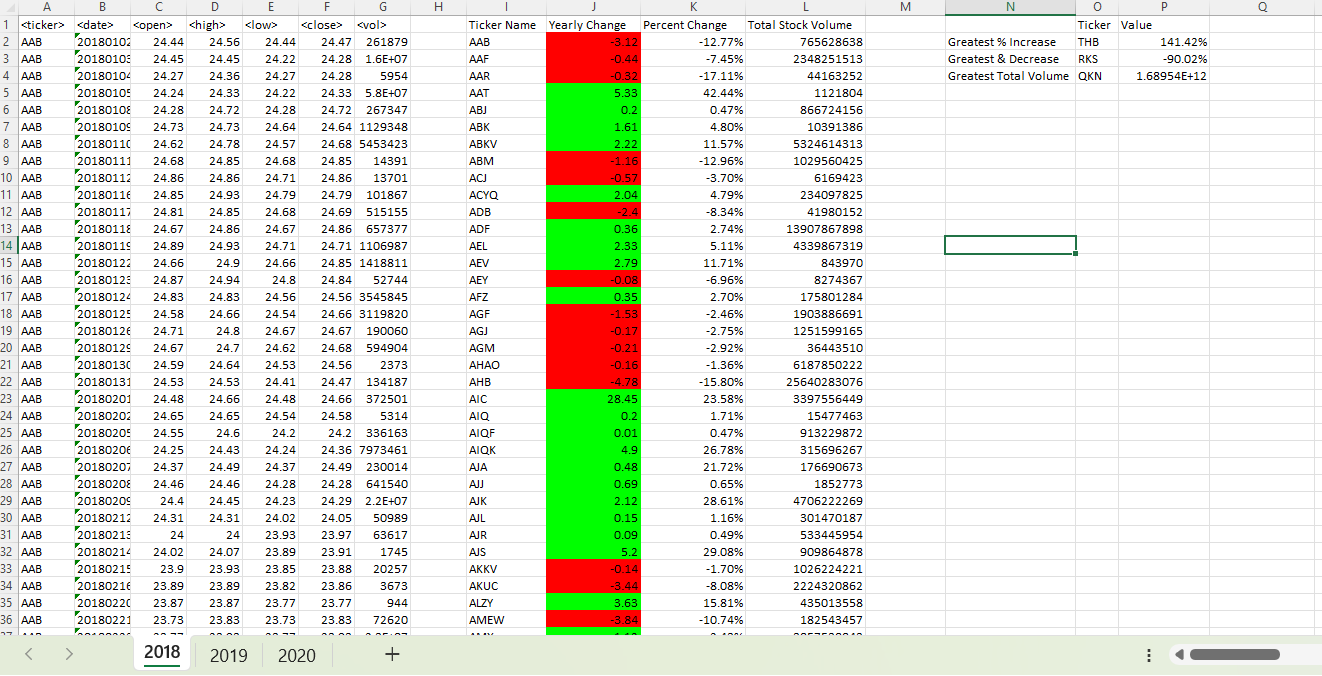 A B C D E F G H I J K L M N O P Q
1 <ticker> <date> <open> <high> <low> <close> <vol> Ticker Name Yearly Change Percent Change Total Stock Volume Ticker Value
2 AAB 20180102 24.44 24.56 24.44 24.47 261879 AAB -3.12 -12.77% 765628638 Greatest % Increase THB 141.42%
3 AAB 20180103 24.45 24.45 24.22 24.28 1.6E+07 AAF -0.44 -7.45% 2348251513 Greatest & Decrease RKS -90.02%
4 AAB 20180104 24.27 24.36 24.27 24.28 5954 AAR -0.32 -17.11% 44163252 Greatest Total Volume QKN 1.68954E+12
5 AAB 20180105 24.24 24.33 24.22 24.33 5.8E+07 AAT 5.33 42.44% 1121804
6 AAB 20180108 24.28 24.72 24.28 24.72 267347 ABJ 0.2 0.47% 866724156
7 AAB 20180109 24.73 24.73 24.64 24.64 1129348 ABK 1.61 4.80% 10391386
8 AAB 20180110 24.62 24.78 24.57 24.68 5453423 ABKV 2.22 11.57% 5324614313
9 AAB 20180111 24.68 24.85 24.68 24.85 14391 ABM -1.16 -12.96% 1029560425
10 AAB 20180112 24.86 24.86 24.71 24.86 13701 ACJ -0.57 -3.70% 6169423
11 AAB 20180116 24.85 24.93 24.79 24.79 101867 ACYQ 2.04 4.79% 234097825
12 AAB 20180117 24.81 24.85 24.68 24.69 515155 ADB -2.4 -8.34% 41980152
13 AAB 20180118 24.67 24.86 24.67 24.86 657377 ADF 0.36 2.74% 13907867898
14 AAB 20180119 24.89 24.93 24.71 24.71 1106987 AEL 2.33 5.11% 4339867319
15 AAB 20180122 24.66 24.9 24.66 24.85 1418811 AEV 2.79 11.71% 843970
16 AAB 20180123 24.87 24.94 24.8 24.84 52744 AEY -0.08 -6.96% 8274367
17 AAB 20180124 24.83 24.83 24.56 24.56 3545845 AFZ 0.35 2.70% 175801284
18 AAB 20180125 24.58 24.66 24.54 24.66 3119820 AGF -1.53 -2.46% 1903886691
19 AAB 20180126 24.71 24.8 24.67 24.67 190060 AGJ -0.17 -2.75% 1251599165
20 AAB 20180129 24.67 24.7 24.62 24.68 594904 AGM -0.21 -2.92% 36443510
21 AAB 20180130 24.59 24.64 24.53 24.56 2373 AHAO -0.16 -1.36% 6187850222
22 AAB 20180131 24.53 24.53 24.41 24.47 134187 AHB -4.78 -15.80% 25640283076
23 AAB 20180201 24.48 24.66 24.48 24.66 372501 AIC 28.45 23.58% 3397556449
24 AAB 20180202 24.65 24.65 24.54 24.58 5314 AIQ 0.2 1.71% 15477463
25 AAB 20180205 24.55 24.6 24.2 24.2 336163 AIQF 0.01 0.47% 913229872
26 AAB 20180206 24.25 24.43 24.24 24.36 7973461 AIQK 4.9 26.78% 315696267
27 AAB 20180207 24.37 24.49 24.37 24.49 230014 AJA 0.48 21.72% 176690673
28 AAB 20180208 24.46 24.46 24.28 24.28 641540 AJJ 0.69 0.65% 1852773
29 AAB 20180209 24.4 24.45 24.23 24.29 2.2E+07 AJK 2.12 28.61% 4706222269
30 AAB 20180212 24.31 24.31 24.02 24.05 50989 AJL 0.15 1.16% 301470187
31 AAB 20180213 24 24 23.93 23.97 63617 AJR 0.09 0.49% 533445954
32 AAB 20180214 24.02 24.07 23.89 23.91 1745 AJS 5.2 29.08% 909864878
33 AAB 20180215 23.9 23.93 23.85 23.88 20257 AKKV -0.14 -1.70% 1026224221
34 AAB 20180216 23.89 23.89 23.82 23.86 3673 AKUC -3.44 -8.08% 2224320862
35 AAB 20180220 23.87 23.87 23.77 23.77 944 ALZY 3.63 15.81% 435013558
36 AAB 20180221 23.73 23.83 23.73 23.83 72620 AMEW -3.84 -10.74% 182543457
2018 2019 2020